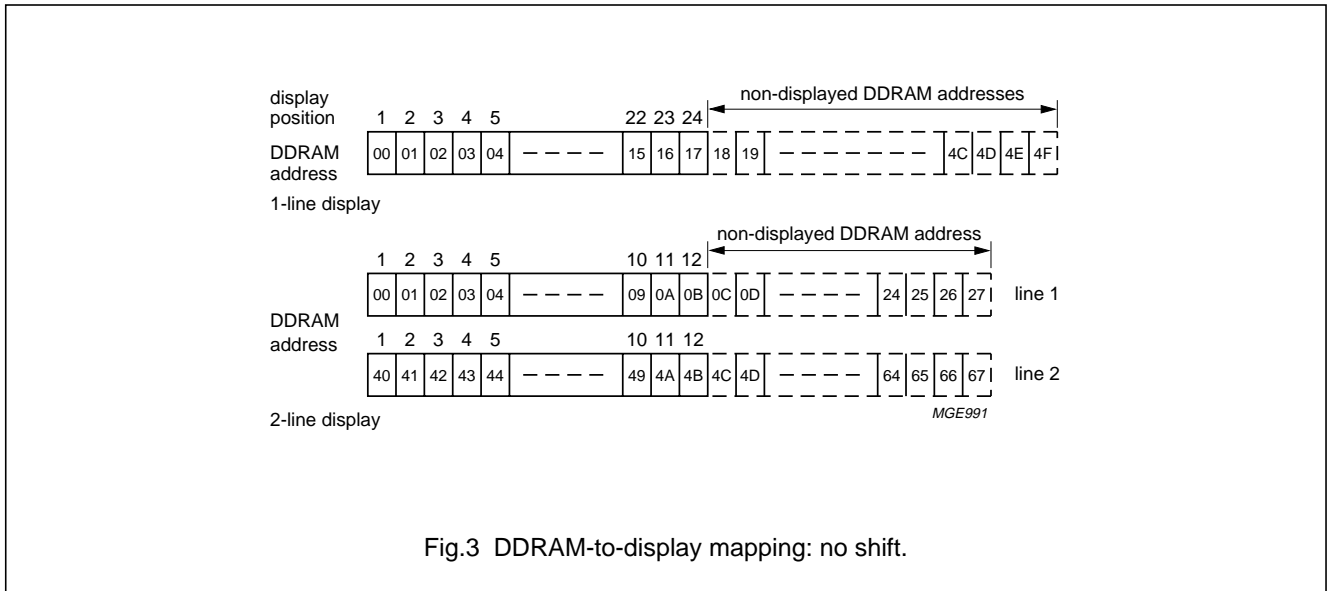 non-displayed DDRAM addresses
display position 1 2 3 4 5 22 23 24
DDRAM address 00 01 02 03 04 15 16 17 18 19 4C 4D 4E 4F
1-line display
non-displayed DDRAM address
1 2 3 4 5 10 11 12
00 01 02 03 04 09 0A 0B 0C 0D 24 25 26 27 line 1
DDRAM address
1 2 3 4 5 10 11 12
40 41 42 43 44 49 4A 4B 4C 4D 64 65 66 67 line 2
MGE991
2-line display
Fig.3 DDRAM-to-display mapping: no shift.